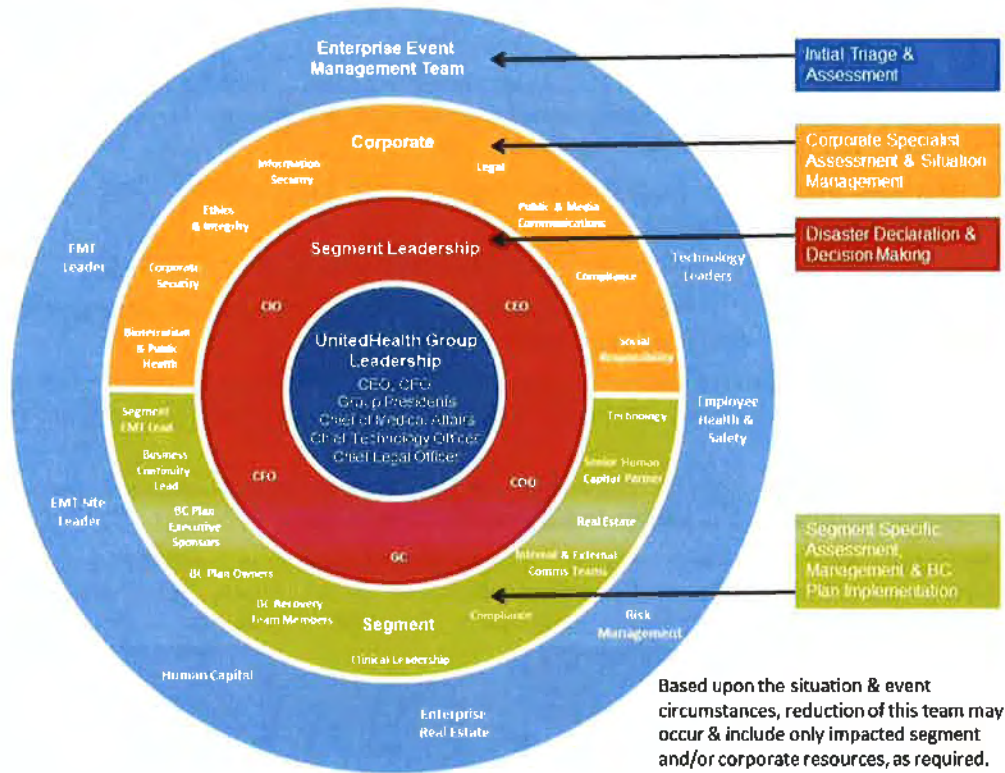 Enterprise Event
Management Team
Initial Triage &
Assessment
Corporate
Corporate Specialist
Assessment & Situation
Management
Information
Security
Legal
Ethics
& Integrity
Public & Media
Communications
Disaster Declaration &
Decision Making
EMT
Leader
Segment Leadership
Technology
Leaders
Corporate
Security
Compliance
CIO
CEO
Bioterrorism
& Public
Health
Social
Responsibility
UnitedHealth Group
Leadership
CEO, CFO
Group Presidents
Chief of Medical Affairs
Chief Technology Officer
Chief Legal Officer
Segment
EMT Lead
Technology
Employee
Health &
Safety
Business
Continuity
Lead
Senior Human
Capital Partner
CFO
COO
EMT Site
Leader
BC Plan
Executive
Sponsors
Real Estate
Segment Specific
Assessment,
Management & BC
Plan Implementation
GC
Internal & External
Comms Teams
BC Plan Owners
BC Recovery
Team Members
Segment
Compliance
Risk
Management
Clinical Leadership
Human Capital
Enterprise
Real Estate
Based upon the situation & event
circumstances, reduction of this team may
occur & include only impacted segment
and/or corporate resources, as required.